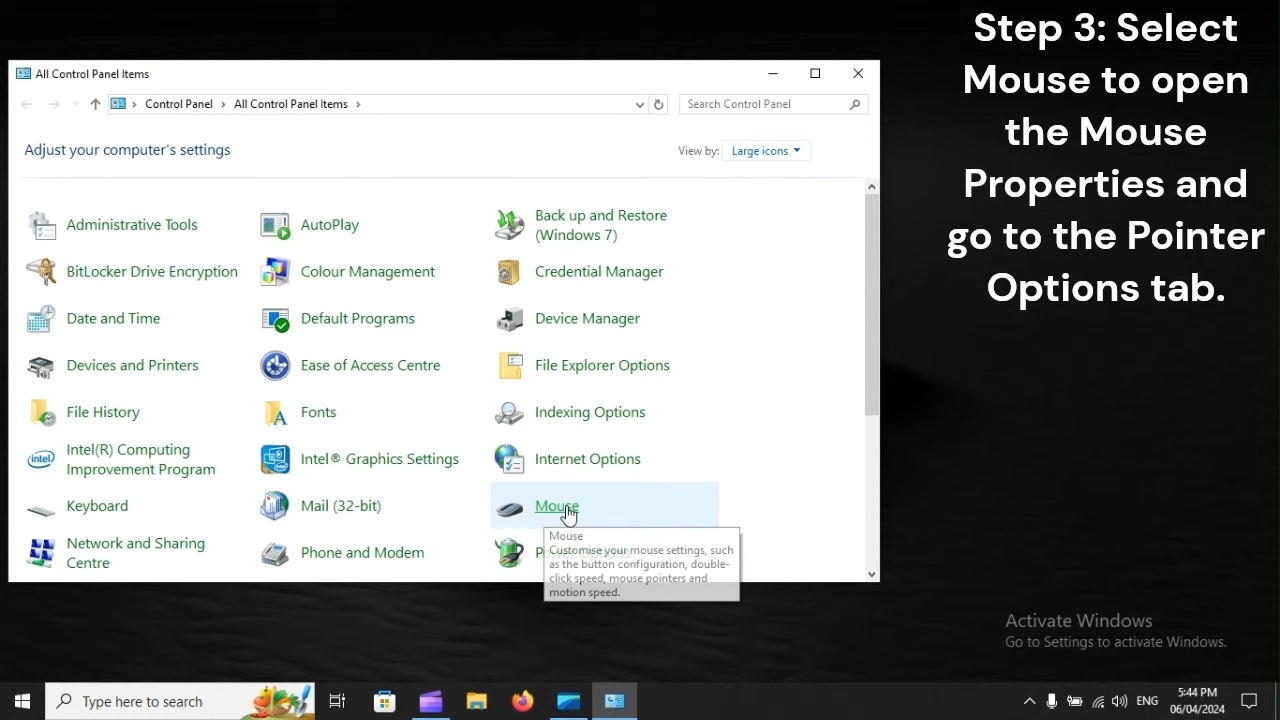 Step 3: Select
Mouse to open
the Mouse
Properties and
go to the Pointer
Options tab.
All Control Panel Items
Control Panel
All Control Panel Items
Search Control Panel
Adjust your computer's settings
View by:
Large icons
Administrative Tools
AutoPlay
Back up and Restore
(Windows 7)
BitLocker Drive Encryption
Colour Management
Credential Manager
Date and Time
Default Programs
Device Manager
Devices and Printers
Ease of Access Centre
File Explorer Options
File History
Fonts
Indexing Options
Intel(R) Computing
Improvement Program
Intel® Graphics Settings
Internet Options
Keyboard
Mail (32-bit)
Mouse
Network and Sharing
Centre
Phone and Modem
Power Options
Mouse
Customise your mouse settings, such
as the button configuration, double-
click speed, mouse pointers and
motion speed.
Activate Windows
Go to Settings to activate Windows.
Type here to search
ENG
5:44 PM
06/04/2024
intel